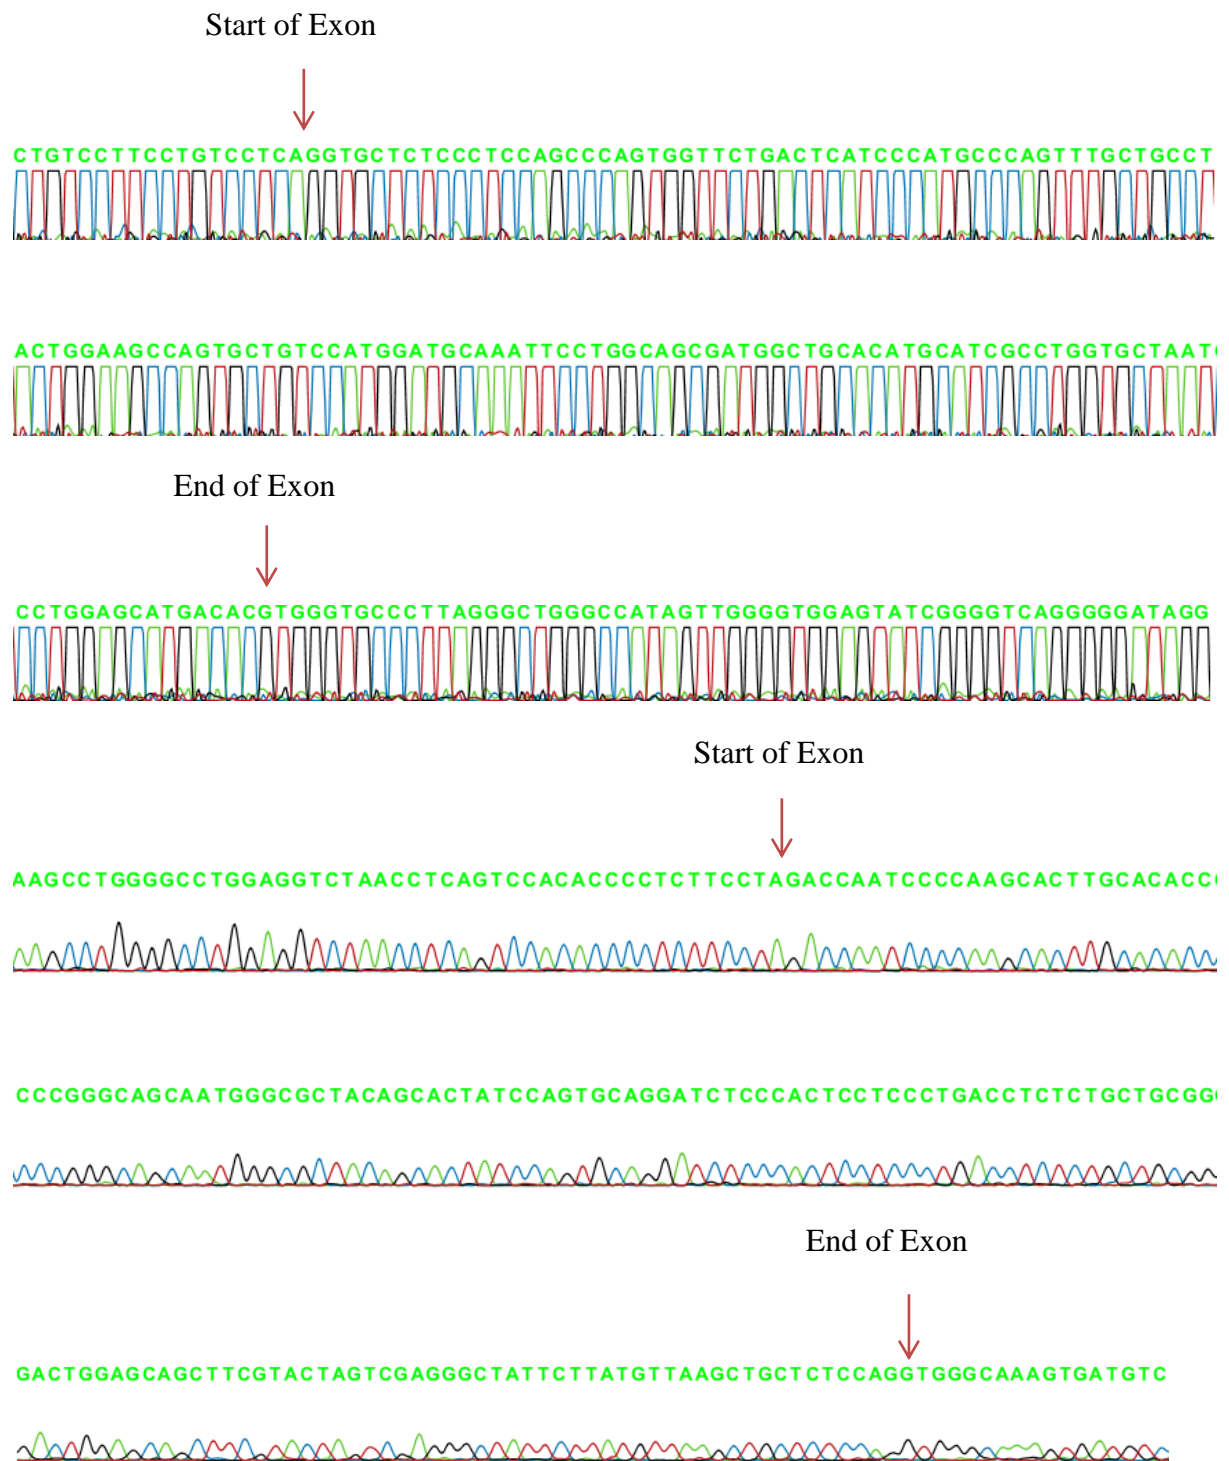 Start of Exon
CTGTCCTTCCTGTCCTCAGGTGCTCTCCCTCCAGCCCAGTGGTTCTGACTCATCCCATGCCCAGTTTGCTGCCT
ACTGGAAGCCAGTGCTGTCCATGGATGCAAATTCCTGGCAGCGATGGCTGCACATGCATCGCCTGGTGCTAAT
End of Exon
CCTGGAGCATGACACGTGGGTGCCCTTAGGGCTGGGCCATAGTTGGGGTGGAGTATCGGGGTCAGGGGGATAGG
Start of Exon
AAGCCTGGGGCCTGGAGGTCTAACCTCAGTCCACACCCCTCTTCCTAGACCAATCCCCAAGCACTTGCACACC
CCCGGGCAGCAATGGGCGCTACAGCACTATCCAGTGCAGGATCTCCCACTCCTCCCTGACCTCTCTGCTGCGG
End of Exon
GACTGGAGCAGCTTCGTACTAGTCGAGGGCTATTCTTATGTTAAGCTGCTCTCCAGGTGGGCAAAGTGATGTC